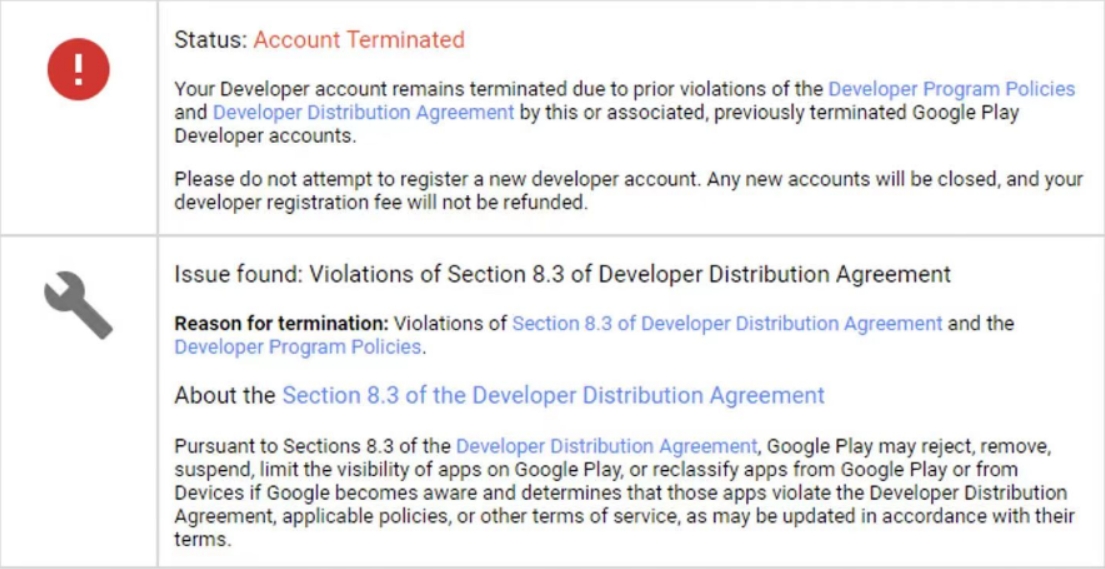 Status: Account Terminated
Your Developer account remains terminated due to prior violations of the Developer Program Policies
and Developer Distribution Agreement by this or associated, previously terminated Google Play
Developer accounts.
Please do not attempt to register a new developer account. Any new accounts will be closed, and your
developer registration fee will not be refunded.
Issue found: Violations of Section 8.3 of Developer Distribution Agreement
Reason for termination: Violations of Section 8.3 of Developer Distribution Agreement and the
Developer Program Policies.
About the Section 8.3 of the Developer Distribution Agreement
Pursuant to Sections 8.3 of the Developer Distribution Agreement, Google Play may reject, remove,
suspend, limit the visibility of apps on Google Play, or reclassify apps from Google Play or from
Devices if Google becomes aware and determines that those apps violate the Developer Distribution
Agreement, applicable policies, or other terms of service, as may be updated in accordance with their
terms.